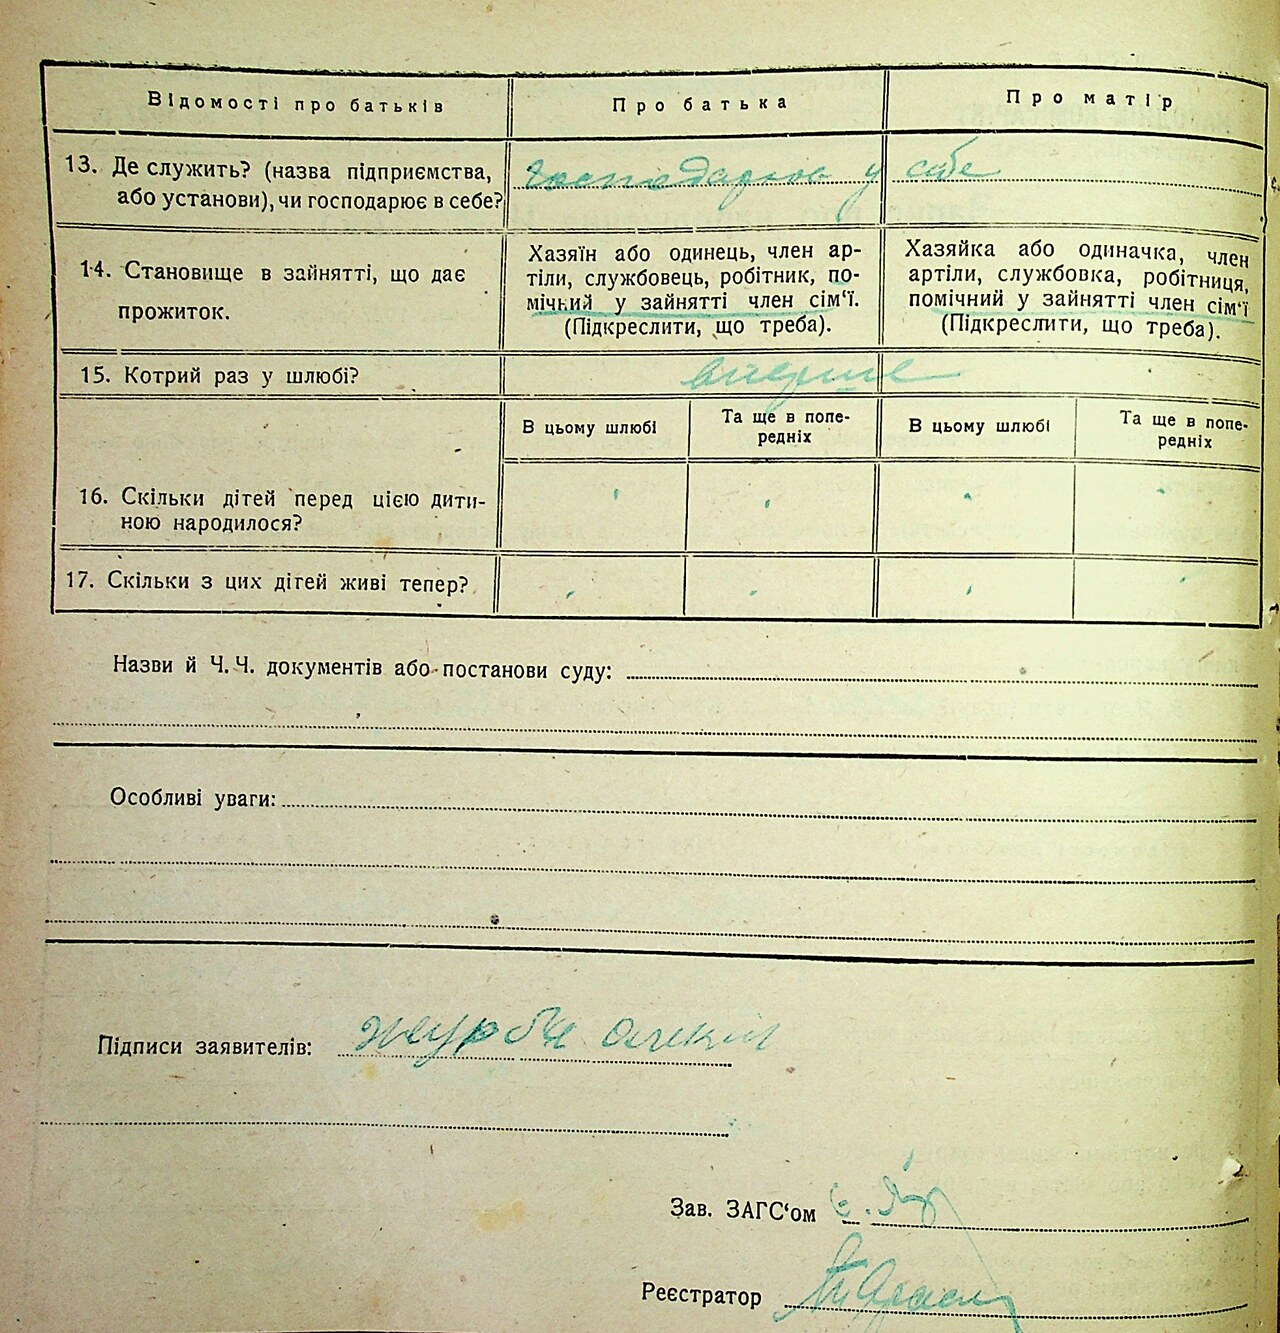 Відомості про батьків
Про батька
Про матір
13. Де служить? (назва підприємства,
або установи), чи господарює в себе?
господарює у себе
14. Становище в зайнятті, що дає
прожиток.
Хазяїн або одинець, член ар-
тіли, службовець, робітник, по-
мічний у зайнятті член сім‘ї.
(Підкреслити, що треба).
Хазяйка або одиначка, член
артіли, службовка, робітниця,
помічний у зайнятті член сім‘ї
(Підкреслити, що треба).
15. Котрий раз у шлюбі?
вперше
В цьому шлюбі
Та ще в попе-
редніх
В цьому шлюбі
Та ще в попе-
редніх
16. Скільки дітей перед цією дити-
ною народилося?
17. Скільки з цих дітей живі тепер?
Назви й Ч. Ч. документів або постанови суду:
Особливі уваги:
Підписи заявителів: журба
Зав. ЗАГС‘ом
Реєстратор